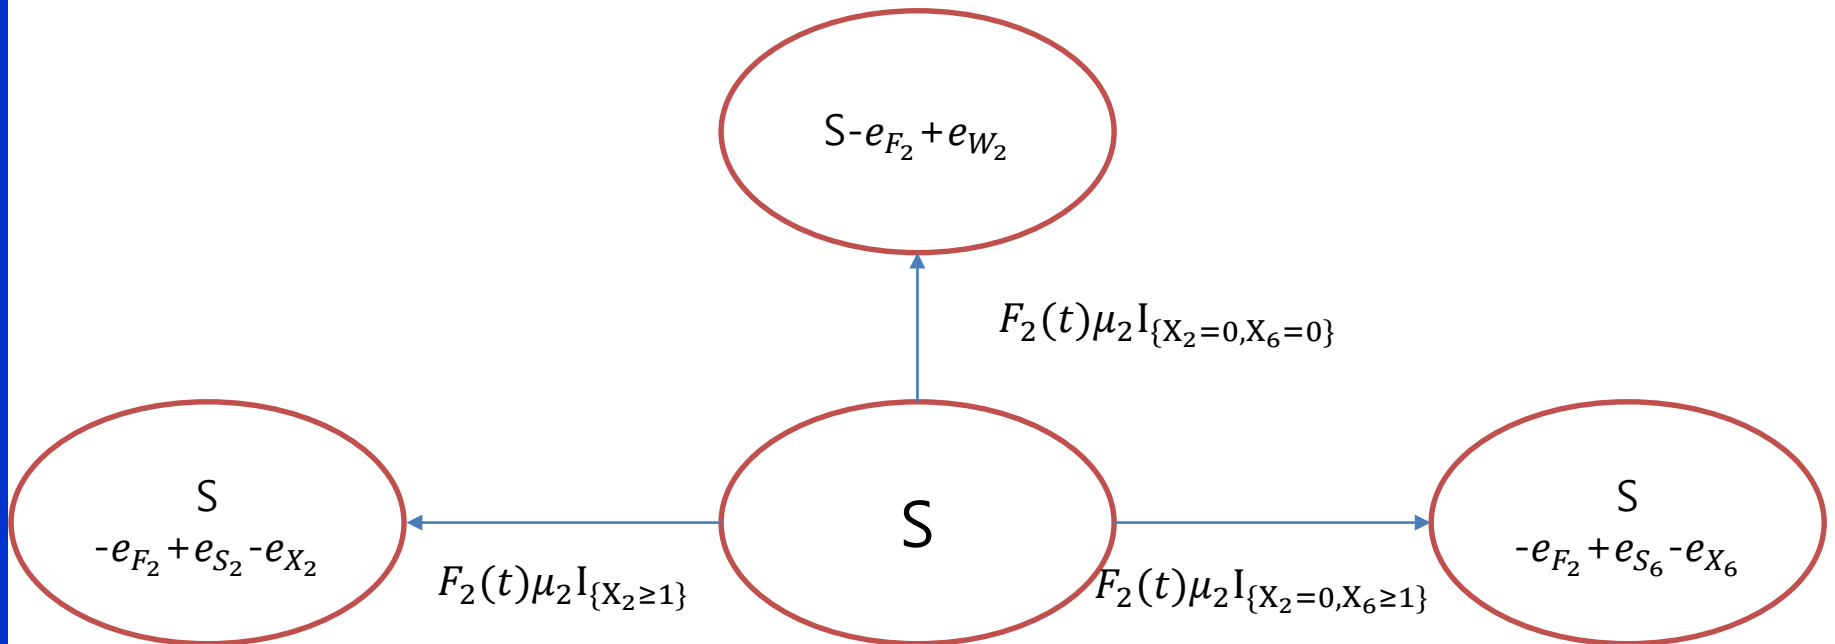 S-e_{F_2}+e_{W_2}
F_2(t)μ_2I_{\{X_2=0,X_6=0\}}
S
-e_{F_2}+e_{S_2}-e_{X_2}
F_2(t)μ_2I_{\{X_2≥1\}}
S
F_2(t)μ_2I_{\{X_2=0,X_6≥1\}}
S
-e_{F_2}+e_{S_6}-e_{X_6}